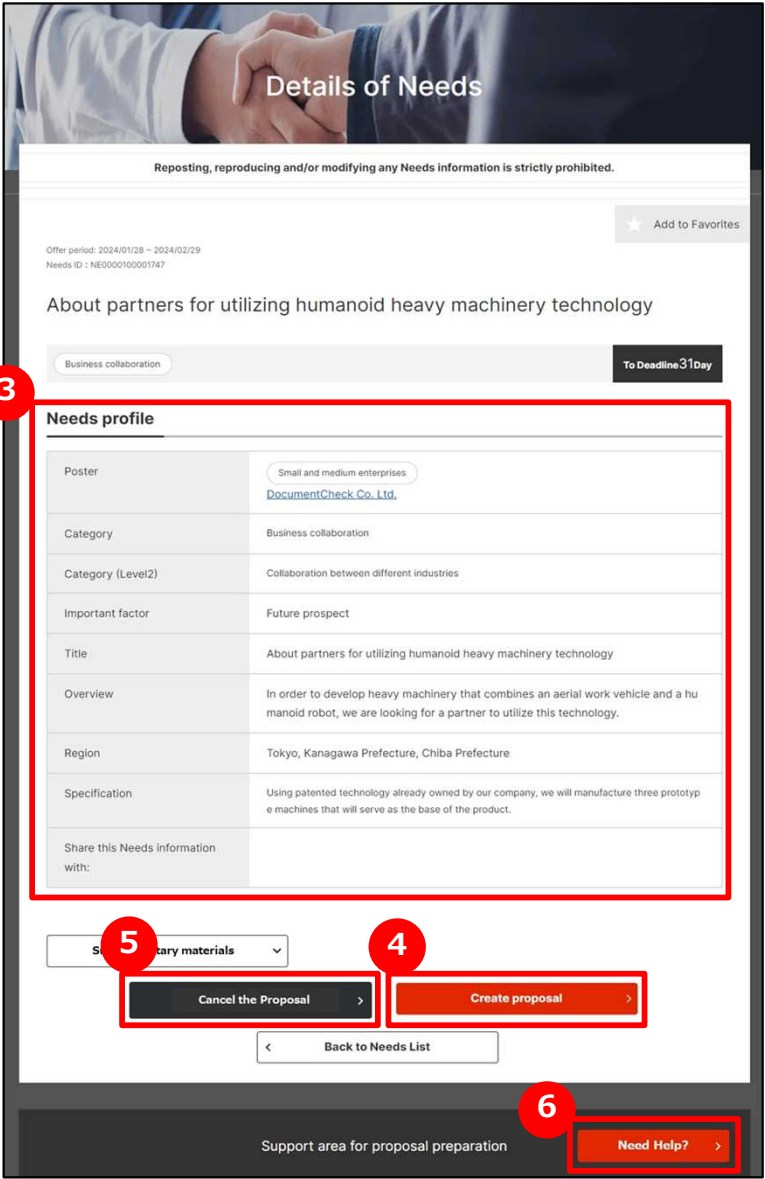 Details of Needs
Reposting, reproducing and/or modifying any Needs information is strictly prohibited.
Add to Favorites
Offer period: 2024/01/28 ~ 2024/02/29
Needs ID : NE0000100001747
About partners for utilizing humanoid heavy machinery technology
Business collaboration
To Deadline31Day
3
Needs profile
Poster
Small and medium enterprises
DocumentCheck Co. Ltd.
Category
Business collaboration
Category (Level2)
Collaboration between different industries
Important factor
Future prospect
Title
About partners for utilizing humanoid heavy machinery technology
Overview
In order to develop heavy machinery that combines an aerial work vehicle and a hu
manoid robot, we are looking for a partner to utilize this technology.
Region
Tokyo, Kanagawa Prefecture, Chiba Prefecture
Specification
Using patented technology already owned by our company, we will manufacture three prototyp
e machines that will serve as the base of the product.
Share this Needs information
with:
5
4
materials
Cancel the Proposal
Create proposal
Back to Needs List
6
Support area for proposal preparation
Need Help?